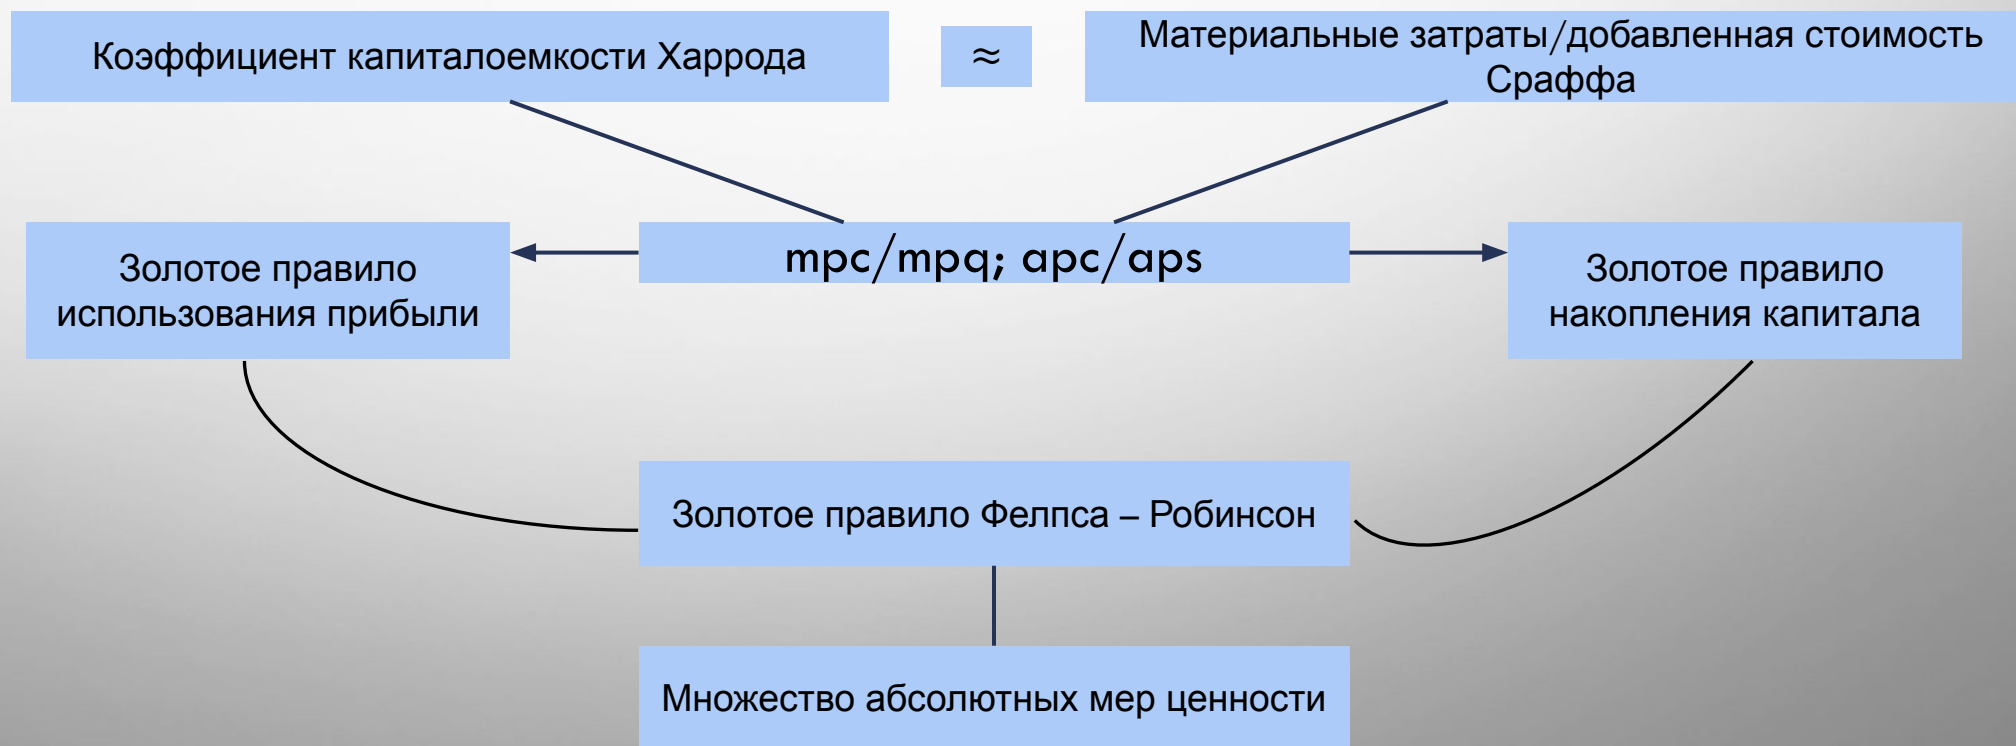 Коэффициент капиталоемкости Харрода
≈
Материальные затраты/добавленная стоимость
Сраффа
Золотое правило
использования прибыли
mpc/mpq; apc/aps
Золотое правило
накопления капитала
Золотое правило Фелпса – Робинсон
Множество абсолютных мер ценности